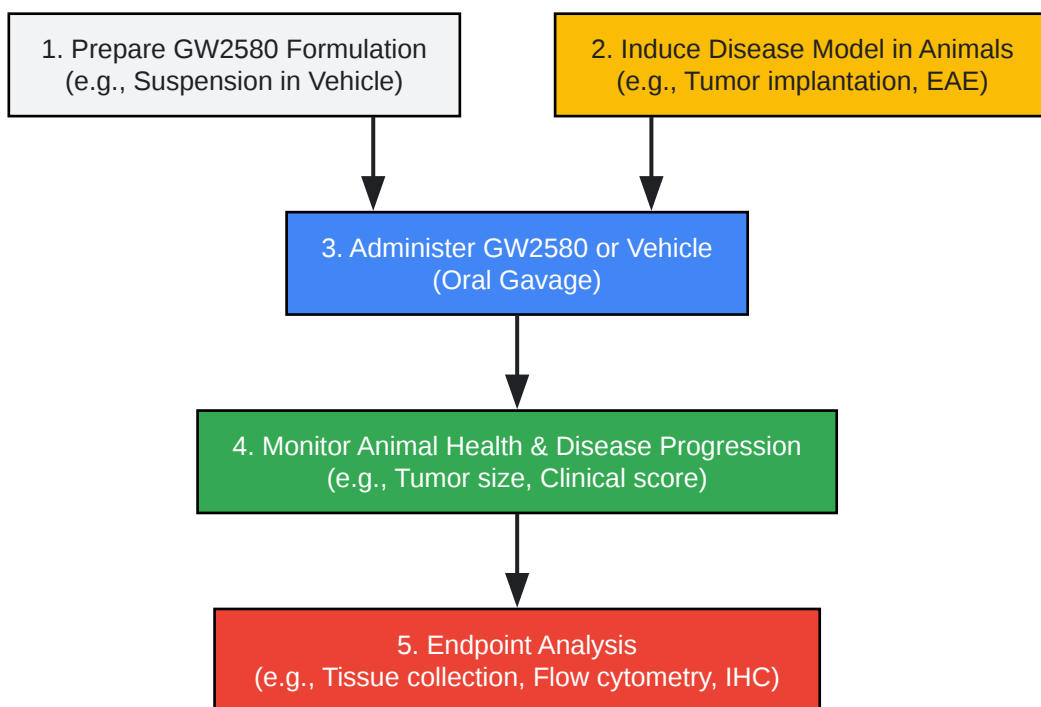 1. Prepare GW2580 Formulation
(e.g., Suspension in Vehicle)
2. Induce Disease Model in Animals
(e.g., Tumor implantation, EAE)
3. Administer GW2580 or Vehicle
(Oral Gavage)
4. Monitor Animal Health & Disease Progression
(e.g., Tumor size, Clinical score)
5. Endpoint Analysis
(e.g., Tissue collection, Flow cytometry, IHC)